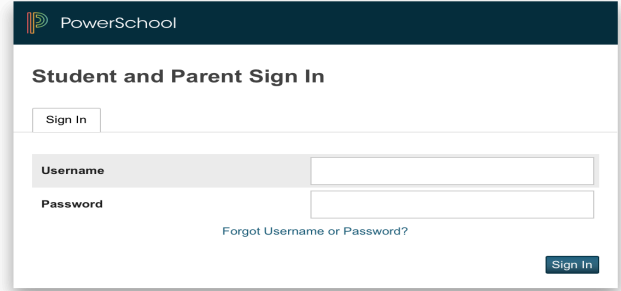 PowerSchool
Student and Parent Sign In
Sign In
Username
Password
Forgot Username or Password?
Sign In